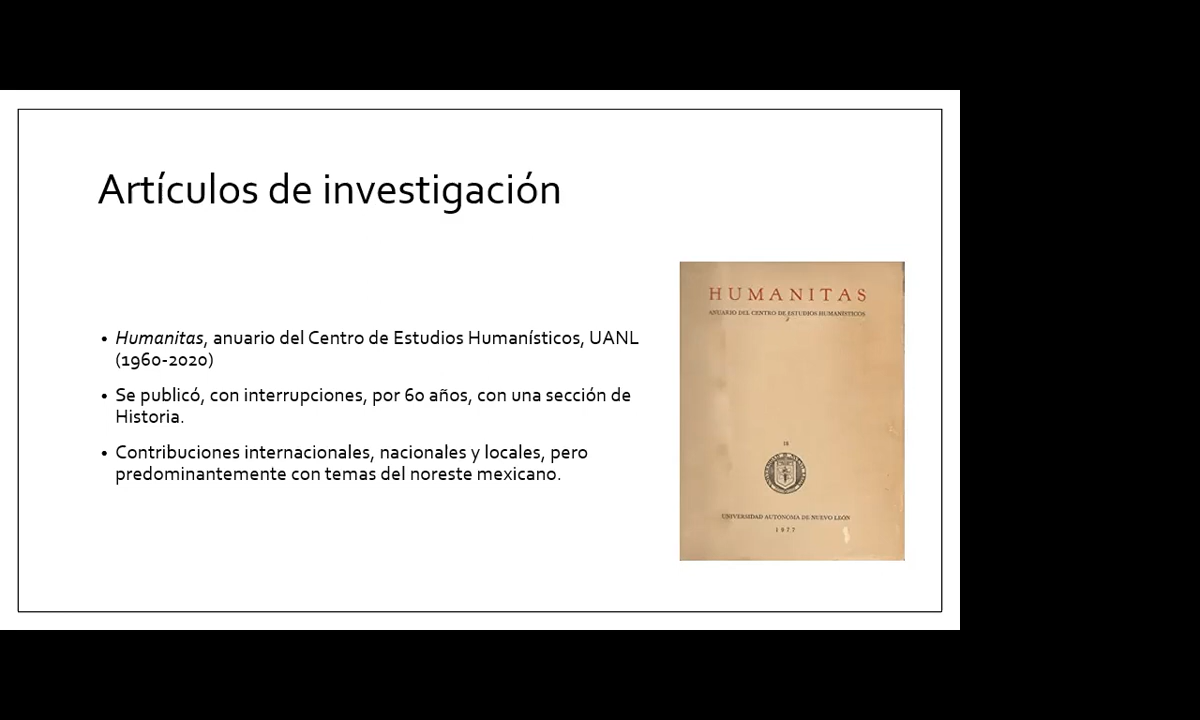 Artículos de investigación
• Humanitas, anuario del Centro de Estudios Humanísticos, UANL
(1960-2020)
• Se publicó, con interrupciones, por 60 años, con una sección de
Historia.
• Contribuciones internacionales, nacionales y locales, pero
predominantemente con temas del noreste mexicano.
HUMANITAS
ANUARIO DEL CENTRO DE ESTUDIOS HUMANÍSTICOS
UNIVERSIDAD AUTÓNOMA DE NUEVO LEÓN
1977